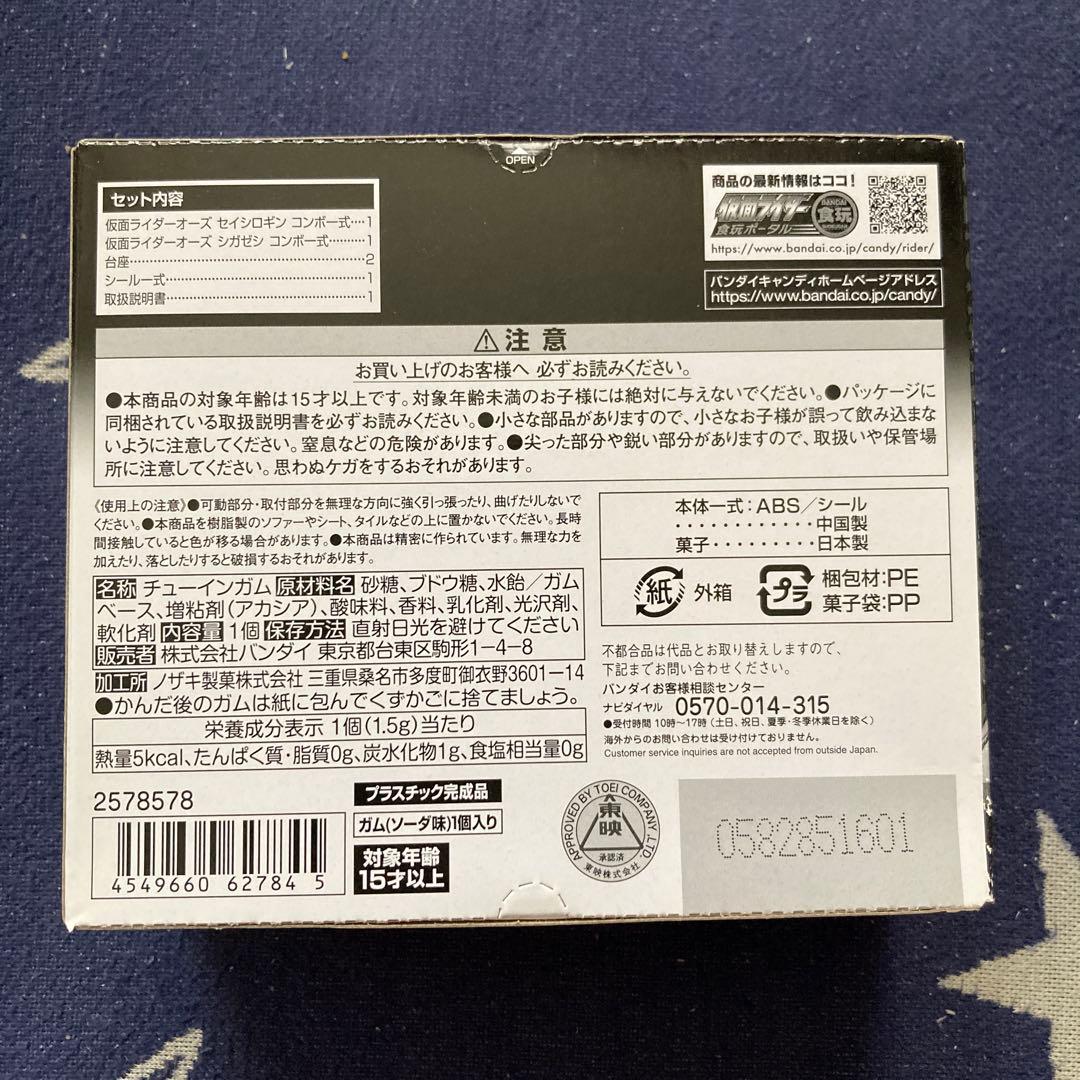 OPEN
セット内容
仮面ライダーオーズ セイシロギン コンボ一式‥‥1
仮面ライダーオーズ シガゼシ コンボ一式‥‥‥‥1
台座‥‥‥‥‥‥‥‥‥‥‥‥‥‥‥‥2
シール一式‥‥‥‥‥‥‥‥‥‥‥‥‥‥1
取扱説明書‥‥‥‥‥‥‥‥‥‥‥‥‥‥1
商品の最新情報はココ!
仮面ライダー
食玩ポータル
BANDAI
食玩
https://www.bandai.co.jp/candy/rider/
バンダイキャンディホームページアドレス
https://www.bandai.co.jp/candy/
⚠注意
お買い上げのお客様へ 必ずお読みください。
●本商品の対象年齢は15才以上です。対象年齢未満のお子様には絶対に与えないでください。●パッケージに
同梱されている取扱説明書を必ずお読みください。●小さな部品がありますので、小さなお子様が誤って飲み込まな
いように注意してください。窒息などの危険があります。●尖った部分や鋭い部分がありますので、取扱いや保管場
所に注意してください。思わぬケガをするおそれがあります。
《使用上の注意》●可動部分・取付部分を無理な方向に強く引っ張ったり、曲げたりしないで
ください。●本商品を樹脂製のソファーやシート、タイルなどの上に置かないでください。長時
間接触していると色が移る場合があります。●本商品は精密に作られています。無理な力を
加えたり、落としたりすると破損するおそれがあります。
本体一式:ABS/シール
‥‥‥‥‥‥中国製
菓子‥‥‥‥‥日本製
紙 外箱
プラ 梱包材:PE
菓子袋:PP
名称 チューインガム 原材料名 砂糖、ブドウ糖、水飴/ガム
ベース、増粘剤(アカシア)、酸味料、香料、乳化剤、光沢剤、
軟化剤 内容量 1個 保存方法 直射日光を避けてください
販売者 株式会社バンダイ 東京都台東区駒形1-4-8
加工所 ノザキ製菓株式会社 三重県桑名市多度町御衣野3601-14
●かんだ後のガムは紙に包んでくずかごに捨てましょう。
栄養成分表示 1個(1.5g)当たり
熱量5kcal、たんぱく質・脂質0g、炭水化物1g、食塩相当量0g
不都合品は代品とお取り替えしますので、
下記までお問い合わせください。
バンダイお客様相談センター
ナビダイヤル 0570-014-315
●受付時間 10時〜17時(土日、祝日、夏季・冬季休業日を除く)
海外からのお問い合わせは受け付けておりません。
Customer service inquiries are not accepted from outside Japan.
2578578
4549660 62784 5
プラスチック完成品
ガム(ソーダ味)1個入り
対象年齢
15才以上
APPROVED BY TOEI COMPANY, LTD.
東映
承認済
東映株式会社
0582851601